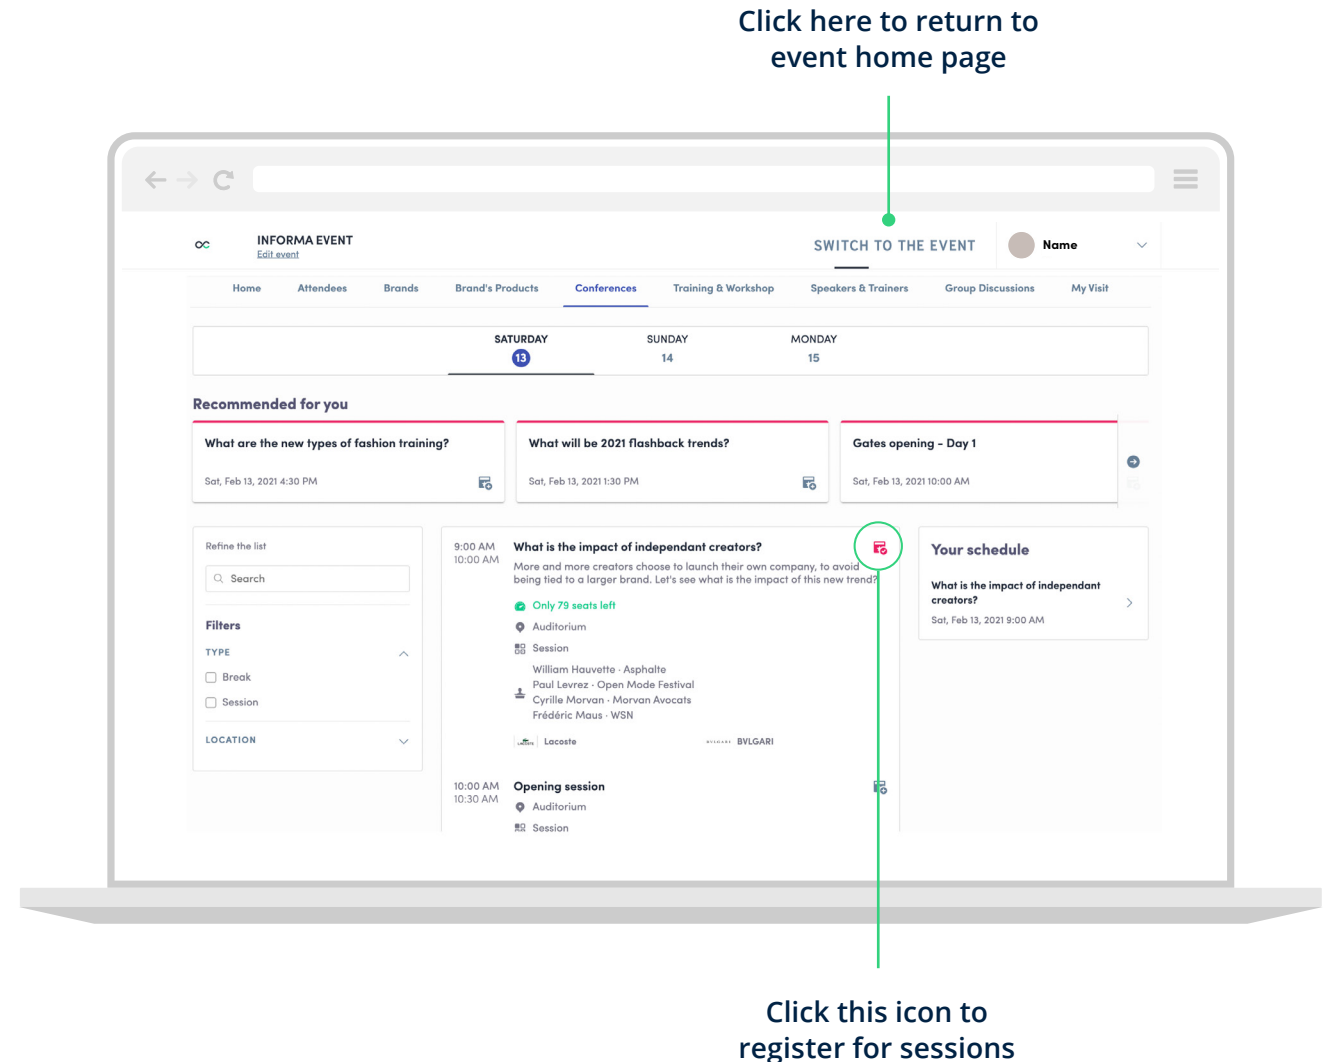 Click here to return to
event home page
INFORMA EVENT
Edit event
SWITCH TO THE EVENT
Name
Home Attendees Brands Brand's Products Conferences Training & Workshop Speakers & Trainers Group Discussions My Visit
SATURDAY
13
SUNDAY
14
MONDAY
15
Recommended for you
What are the new types of fashion training?
Sat, Feb 13, 2021 4:30 PM
What will be 2021 flashback trends?
Sat, Feb 13, 2021 1:30 PM
Gates opening - Day 1
Sat, Feb 13, 2021 10:00 AM
Refine the list
Search
Filters
TYPE
Break
Session
LOCATION
9:00 AM
10:00 AM
What is the impact of independant creators?
More and more creators choose to launch their own company, to avoid
being tied to a larger brand. Let's see what is the impact of this new trend?
Only 79 seats left
Auditorium
Session
William Hauvette · Asphalte
Paul Levrez · Open Mode Festival
Cyrille Morvan · Morvan Avocats
Frédéric Maus · WSN
LACOSTE Lacoste
BVLGARI BVLGARI
10:00 AM
10:30 AM
Opening session
Auditorium
Session
Your schedule
What is the impact of independant
creators?
Sat, Feb 13, 2021 9:00 AM
Click this icon to
register for sessions